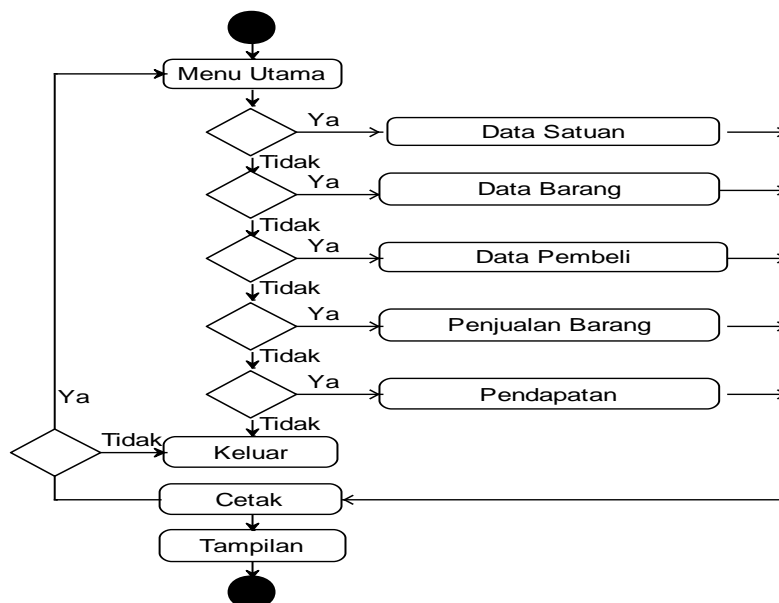 Menu Utama
Ya
Data Satuan
Tidak
Ya
Data Barang
Tidak
Ya
Data Pembeli
Tidak
Ya
Penjualan Barang
Tidak
Ya
Pendapatan
Ya
Tidak
Tidak
Keluar
Cetak
Tampilan